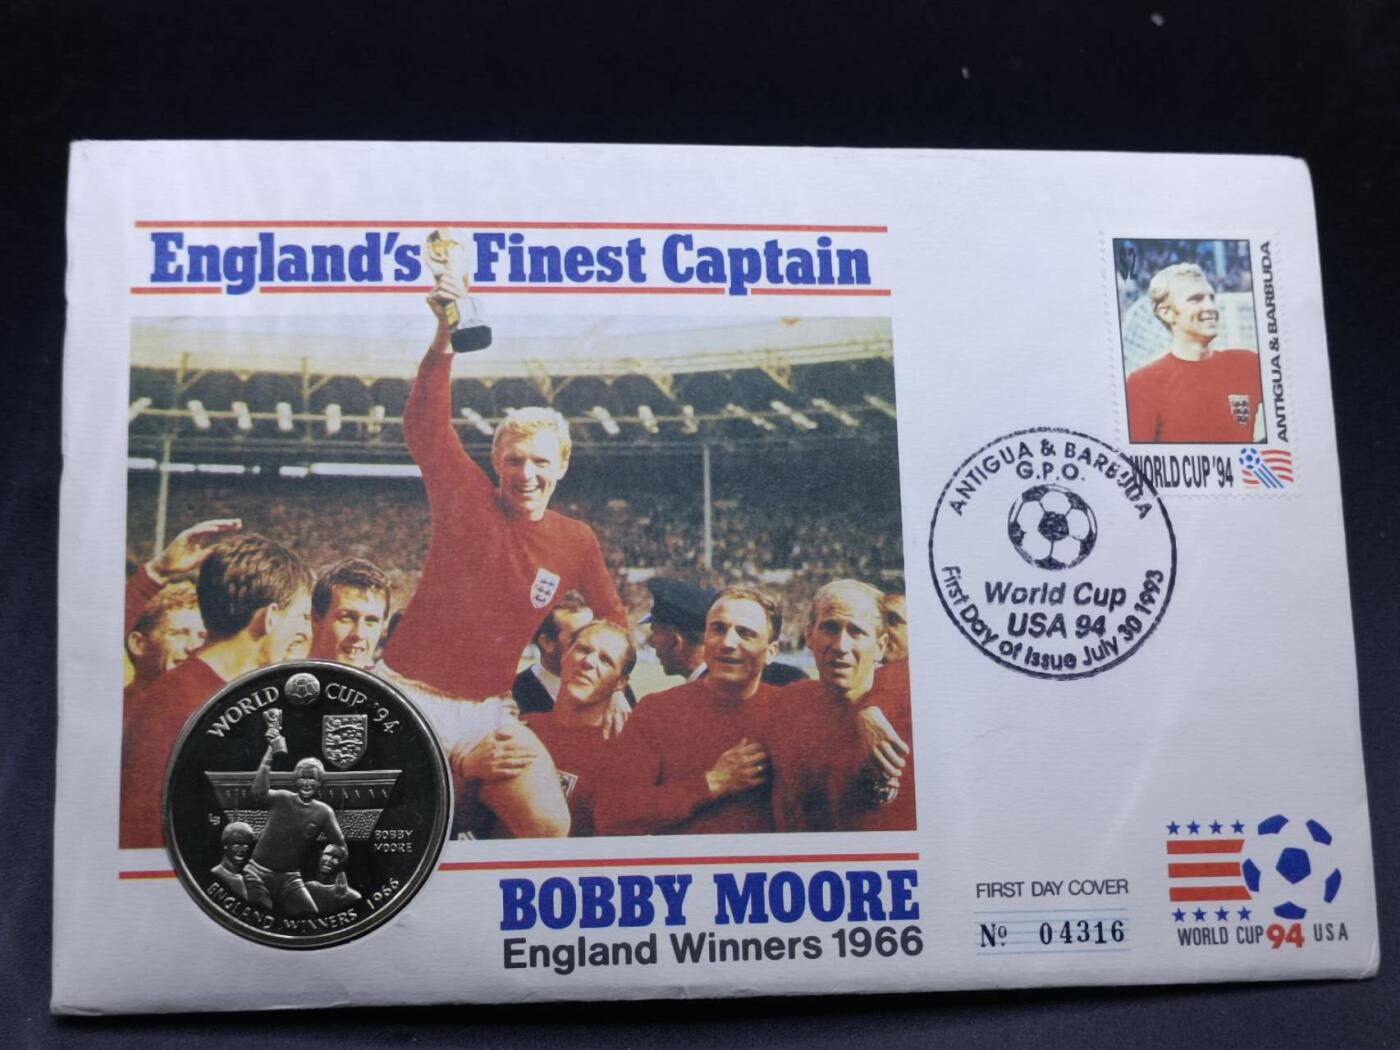 England's Finest Captain
$2
ANTIGUA & BARBUDA
WORLD CUP '94
ANTIGUA & BARBUDA
G.P.O.
World Cup
USA 94
First Day of Issue July 30 1993
WORLD CUP '94
BOBBY
MOORE
ENGLAND WINNERS 1966
BOBBY MOORE
England Winners 1966
FIRST DAY COVER
No. 04316
WORLD CUP 94 USA